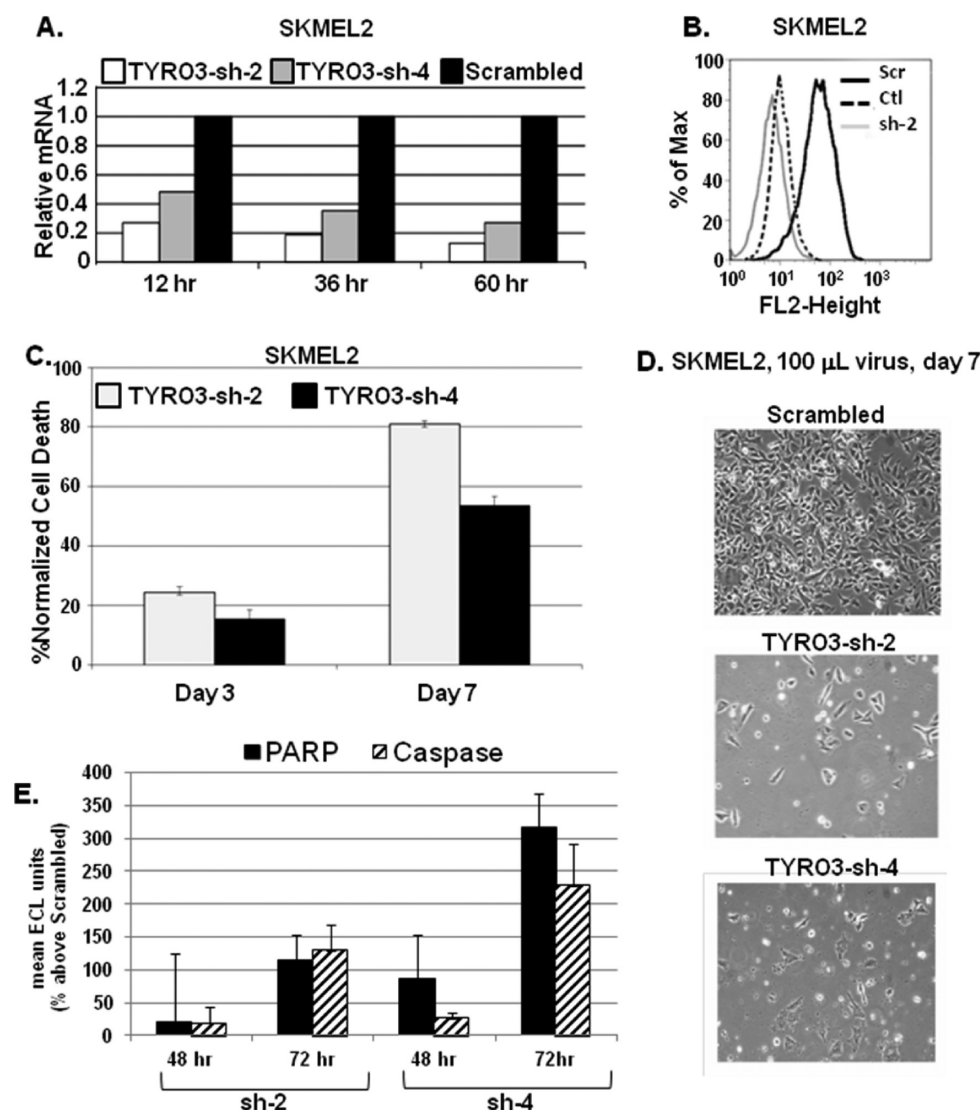 A.
SKMEL2
TYRO3-sh-2 TYRO3-sh-4 Scrambled
Relative mRNA
1.2
1.0
0.8
0.6
0.4
0.2
0
12 hr 36 hr 60 hr
B.
SKMEL2
Scr
Ctl
sh-2
% of Max
100
80
60
40
20
0
10⁰ 10¹ 10² 10³
FL2-Height
C.
SKMEL2
TYRO3-sh-2 TYRO3-sh-4
%Normalized Cell Death
100
80
60
40
20
0
Day 3 Day 7
D. SKMEL2, 100 µL virus, day 7
Scrambled
TYRO3-sh-2
TYRO3-sh-4
E.
PARP Caspase
mean ECL units
(% above Scrambled)
400
350
300
250
200
150
100
50
0
48 hr 72 hr 48 hr 72hr
sh-2 sh-4